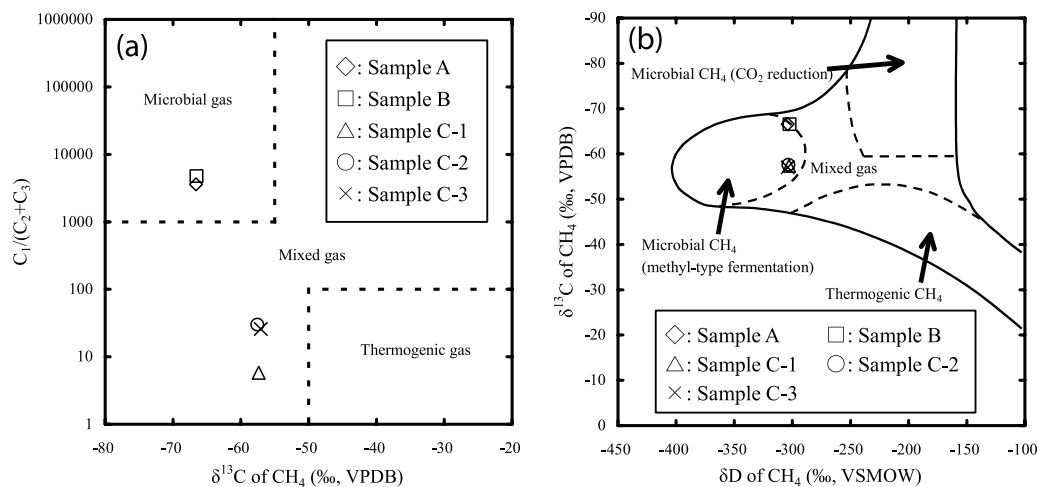 (a)
1000000
100000
10000
1000
100
10
1
C₁/(C₂+C₃)
Microbial gas
Mixed gas
Thermogenic gas
◇: Sample A
□: Sample B
△: Sample C-1
○: Sample C-2
×: Sample C-3
-80 -70 -60 -50 -40 -30 -20
δ¹³C of CH₄ (‰, VPDB)
(b)
-90
-80
-70
-60
-50
-40
-30
-20
-10
0
δ¹³C of CH₄ (‰, VPDB)
Microbial CH₄ (CO₂ reduction)
Mixed gas
Microbial CH₄
(methyl-type fermentation)
Thermogenic CH₄
◇: Sample A □: Sample B
△: Sample C-1 ○: Sample C-2
×: Sample C-3
-450 -400 -350 -300 -250 -200 -150 -100
δD of CH₄ (‰, VSMOW)